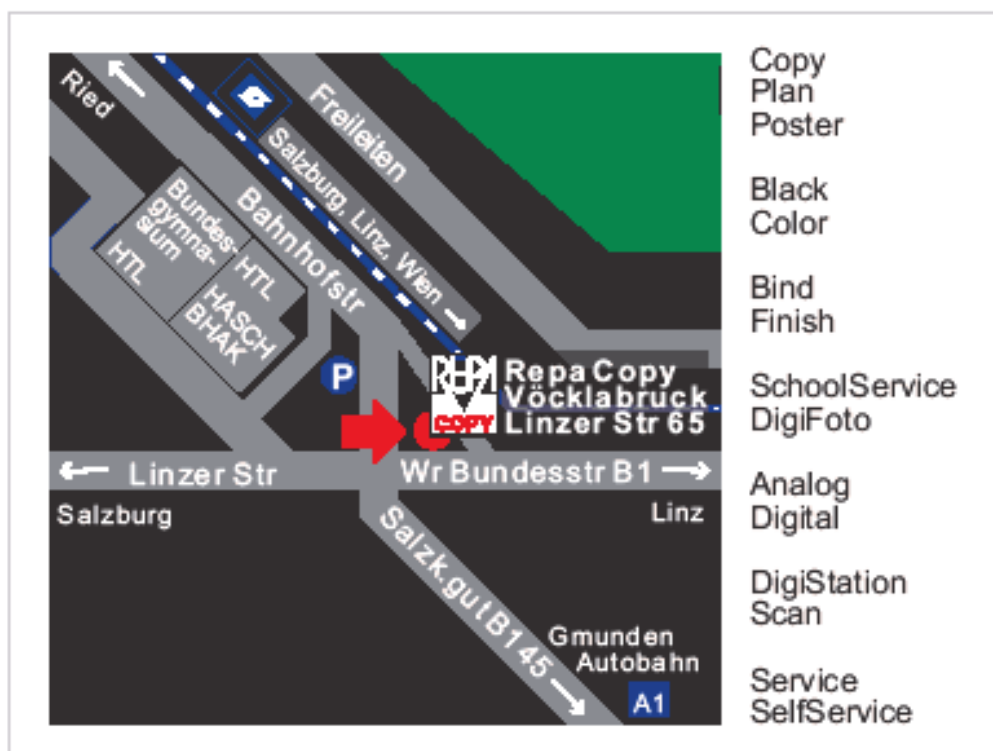 Ried
Freileiten
Salzburg, Linz, Wien
Bahnhofstr
Bundes-
gymna-
sium
HTL
HTL
HASCH
BHAK
P
REPA
COPY
Repa Copy
Vöcklabruck
Linzer Str 65
Linzer Str
Wr Bundesstr B1
Salzburg
Linz
Salzk.gut B145
Gmunden
Autobahn
A1
Copy
Plan
Poster
Black
Color
Bind
Finish
SchoolService
DigiFoto
Analog
Digital
DigiStation
Scan
Service
SelfService